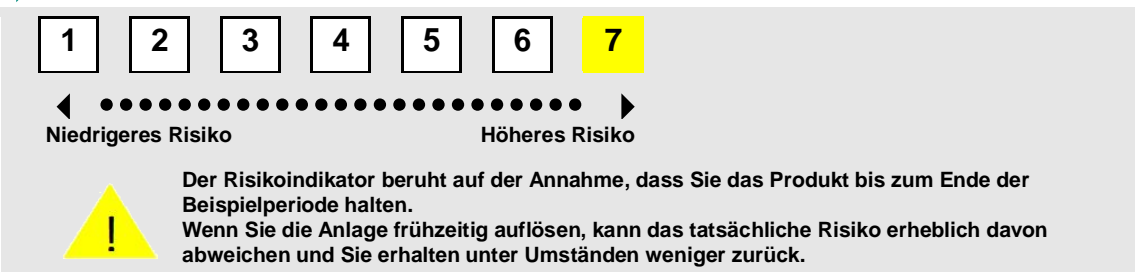 1 2 3 4 5 6 7
Niedrigeres Risiko Höheres Risiko
Der Risikoindikator beruht auf der Annahme, dass Sie das Produkt bis zum Ende der
Beispielperiode halten.
! Wenn Sie die Anlage frühzeitig auflösen, kann das tatsächliche Risiko erheblich davon
abweichen und Sie erhalten unter Umständen weniger zurück.